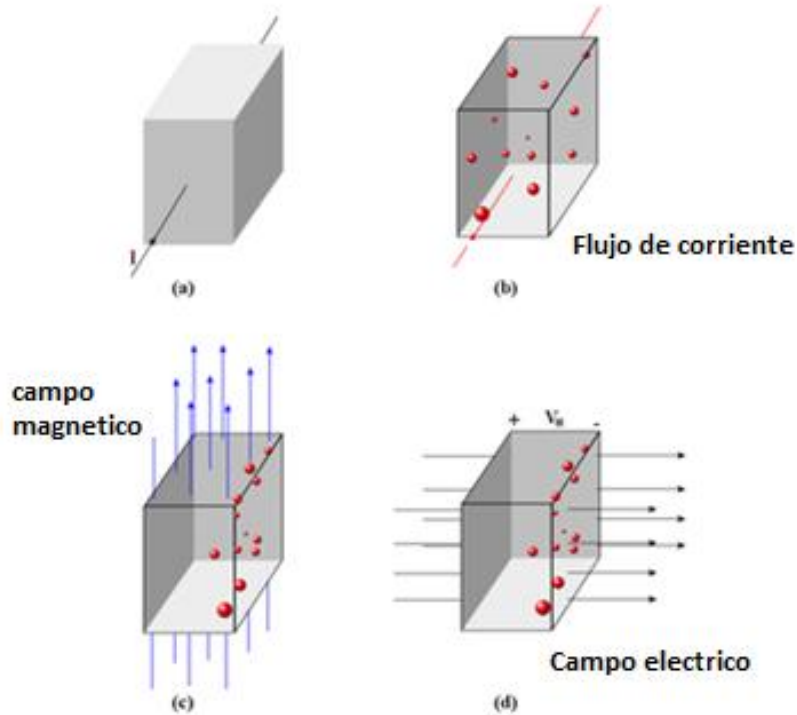 I
(a)
Flujo de corriente
(b)
campo
magnetico
(c)
+ V_H -
Campo electrico
(d)